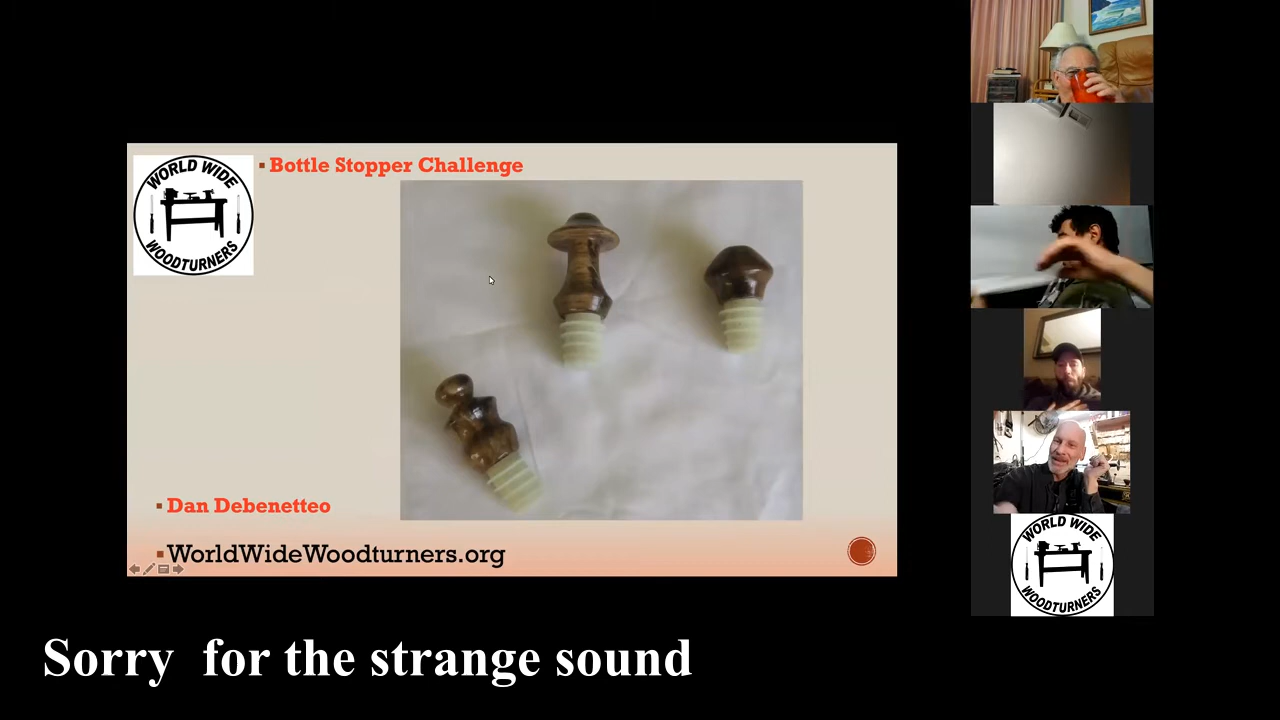 WORLD WIDE
WOODTURNERS
Bottle Stopper Challenge
Dan Debenetteo
WorldWideWoodturners.org
WORLD WIDE
WOODTURNERS
Sorry for the strange sound